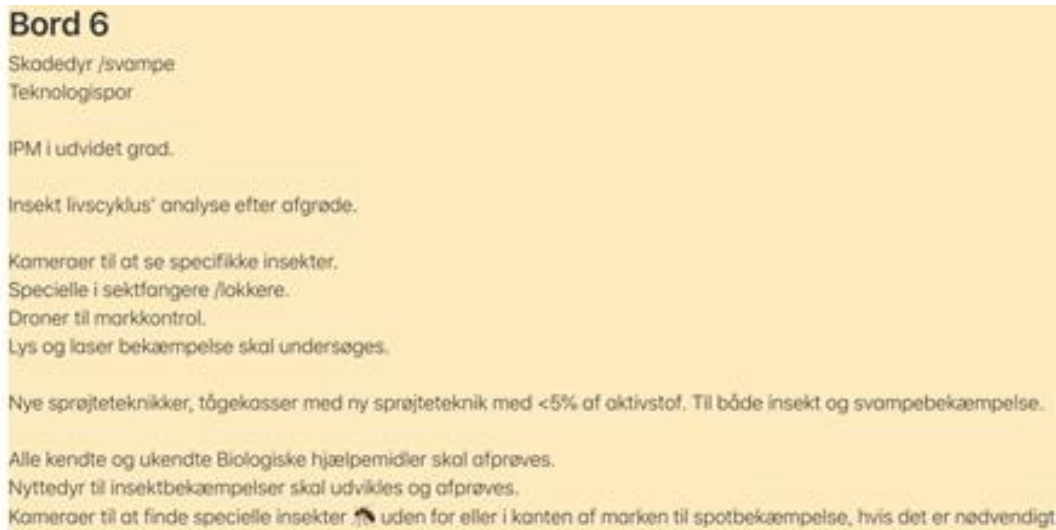 Bord 6
Skadedyr /svampe
Teknologispor
IPM i udvidet grad.
Insekt livscyklus' analyse efter afgrøde.
Kameraer til at se specifikke insekter.
Specielle i sektfangere /lokkere.
Droner til markkontrol.
Lys og laser bekæmpelse skal undersøges.
Nye sprøjteteknikker, tågekasser med ny sprøjteteknik med <5% af aktivstof. Til både insekt og svampebekæmpelse.
Alle kendte og ukendte Biologiske hjælpemidler skal afprøves.
Nyttedyr til insektbekæmpelser skal udvikles og afprøves.
Kameraer til at finde specielle insekter 🦟 uden for eller i kanten af marken til spotbekæmpelse, hvis det er nødvendigt